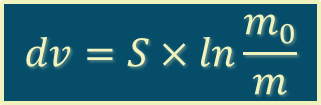 dv = S × ln m₀/m